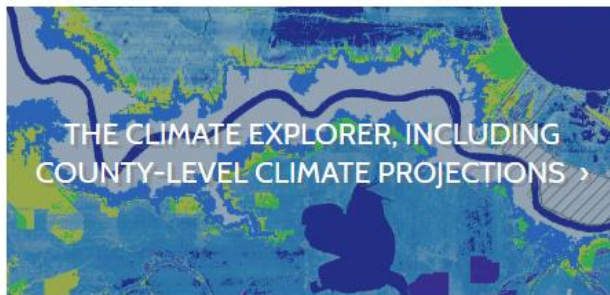 THE CLIMATE EXPLORER, INCLUDING
COUNTY-LEVEL CLIMATE PROJECTIONS ›